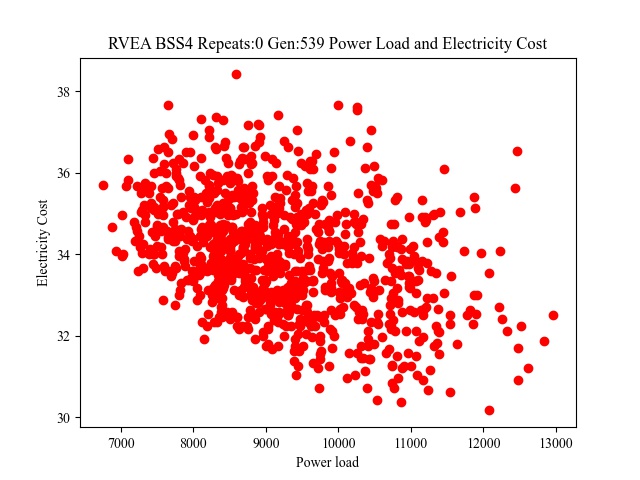 RVEA BSS4 Repeats:0 Gen:539 Power Load and Electricity Cost
38
36
34
32
30
Electricity Cost
7000 8000 9000 10000 11000 12000 13000
Power load